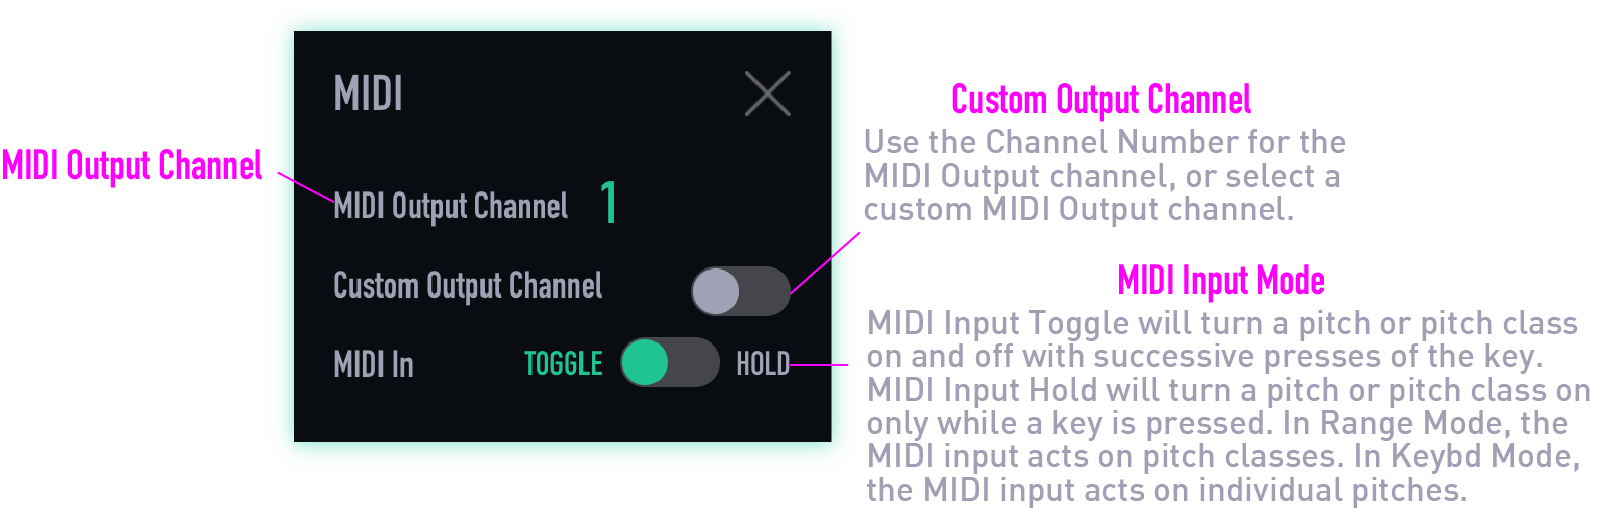 MIDI
MIDI Output Channel
MIDI Output Channel 1
Custom Output Channel
MIDI In TOGGLE HOLD
Custom Output Channel
Use the Channel Number for the
MIDI Output channel, or select a
custom MIDI Output channel.
MIDI Input Mode
MIDI Input Toggle will turn a pitch or pitch class
on and off with successive presses of the key.
MIDI Input Hold will turn a pitch or pitch class on
only while a key is pressed. In Range Mode, the
MIDI input acts on pitch classes. In Keybd Mode,
the MIDI input acts on individual pitches.